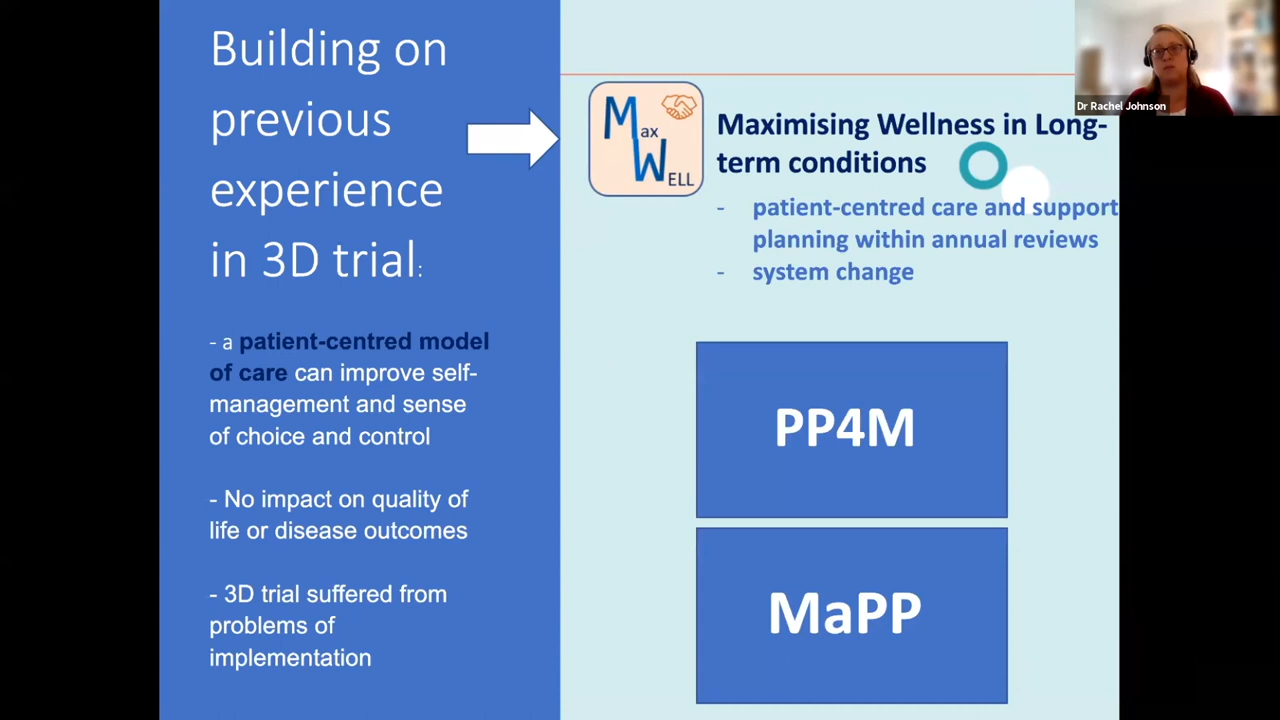 Building on
previous
experience
in 3D trial:
- a patient-centred model
of care can improve self-
management and sense
of choice and control
- No impact on quality of
life or disease outcomes
- 3D trial suffered from
problems of
implementation
Max
WELL
Maximising Wellness in Long-
term conditions
- patient-centred care and support
planning within annual reviews
- system change
PP4M
MaPP
Dr Rachel Johnson